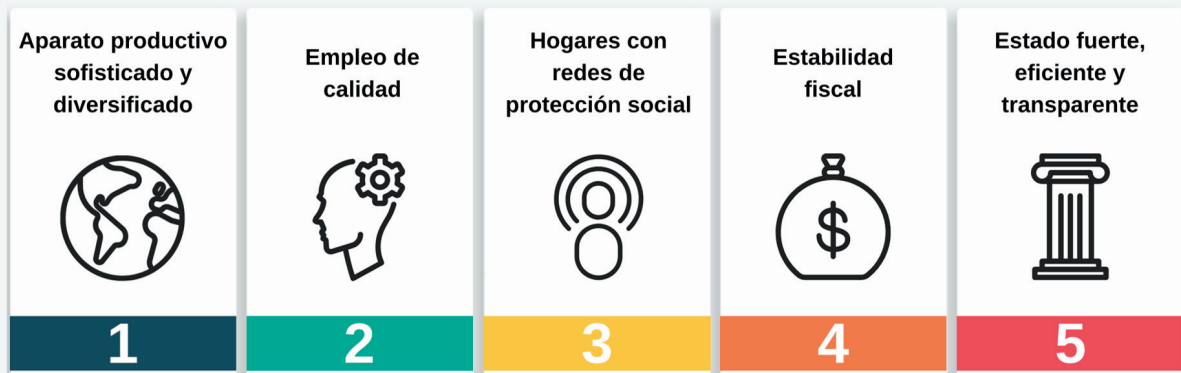 Aparato productivo
sofisticado y
diversificado
1
Empleo de
calidad
2
Hogares con
redes de
protección social
3
Estabilidad
fiscal
$
4
Estado fuerte,
eficiente y
transparente
5